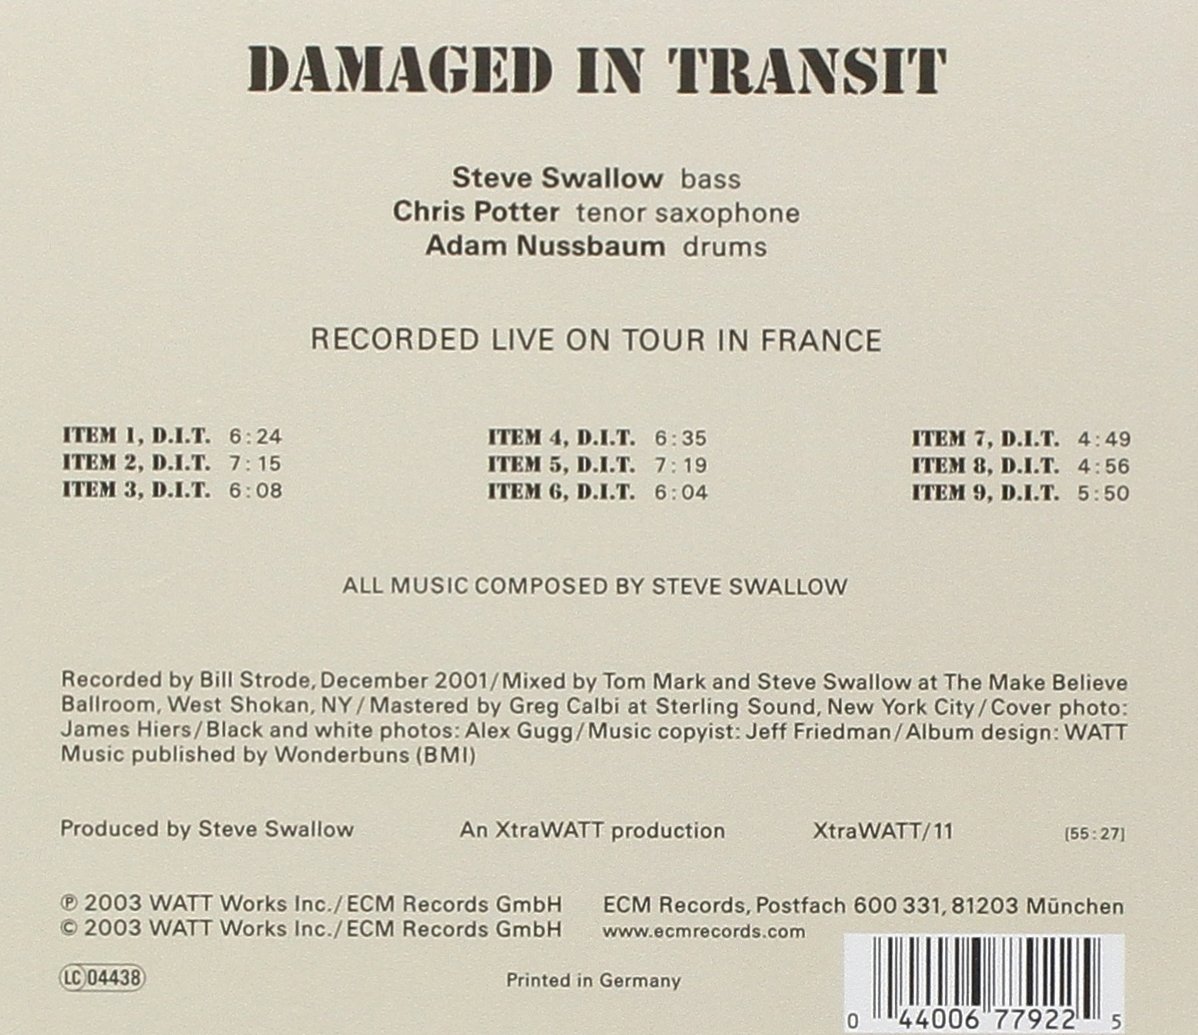 DAMAGED IN TRANSIT
Steve Swallow bass
Chris Potter tenor saxophone
Adam Nussbaum drums
RECORDED LIVE ON TOUR IN FRANCE
ITEM 1, D.I.T. 6:24
ITEM 2, D.I.T. 7:15
ITEM 3, D.I.T. 6:08
ITEM 4, D.I.T. 6:35
ITEM 5, D.I.T. 7:19
ITEM 6, D.I.T. 6:04
ITEM 7, D.I.T. 4:49
ITEM 8, D.I.T. 4:56
ITEM 9, D.I.T. 5:50
ALL MUSIC COMPOSED BY STEVE SWALLOW
Recorded by Bill Strode, December 2001/Mixed by Tom Mark and Steve Swallow at The Make Believe
Ballroom, West Shokan, NY/Mastered by Greg Calbi at Sterling Sound, New York City/Cover photo:
James Hiers/Black and white photos: Alex Gugg/Music copyist: Jeff Friedman/Album design: WATT
Music published by Wonderbuns (BMI)
Produced by Steve Swallow An XtraWATT production XtraWATT/11 [55:27]
℗ 2003 WATT Works Inc./ECM Records GmbH
© 2003 WATT Works Inc./ECM Records GmbH
ECM Records, Postfach 600 331, 81203 München
www.ecmrecords.com
LC 04438
Printed in Germany
0 44006 77922 5